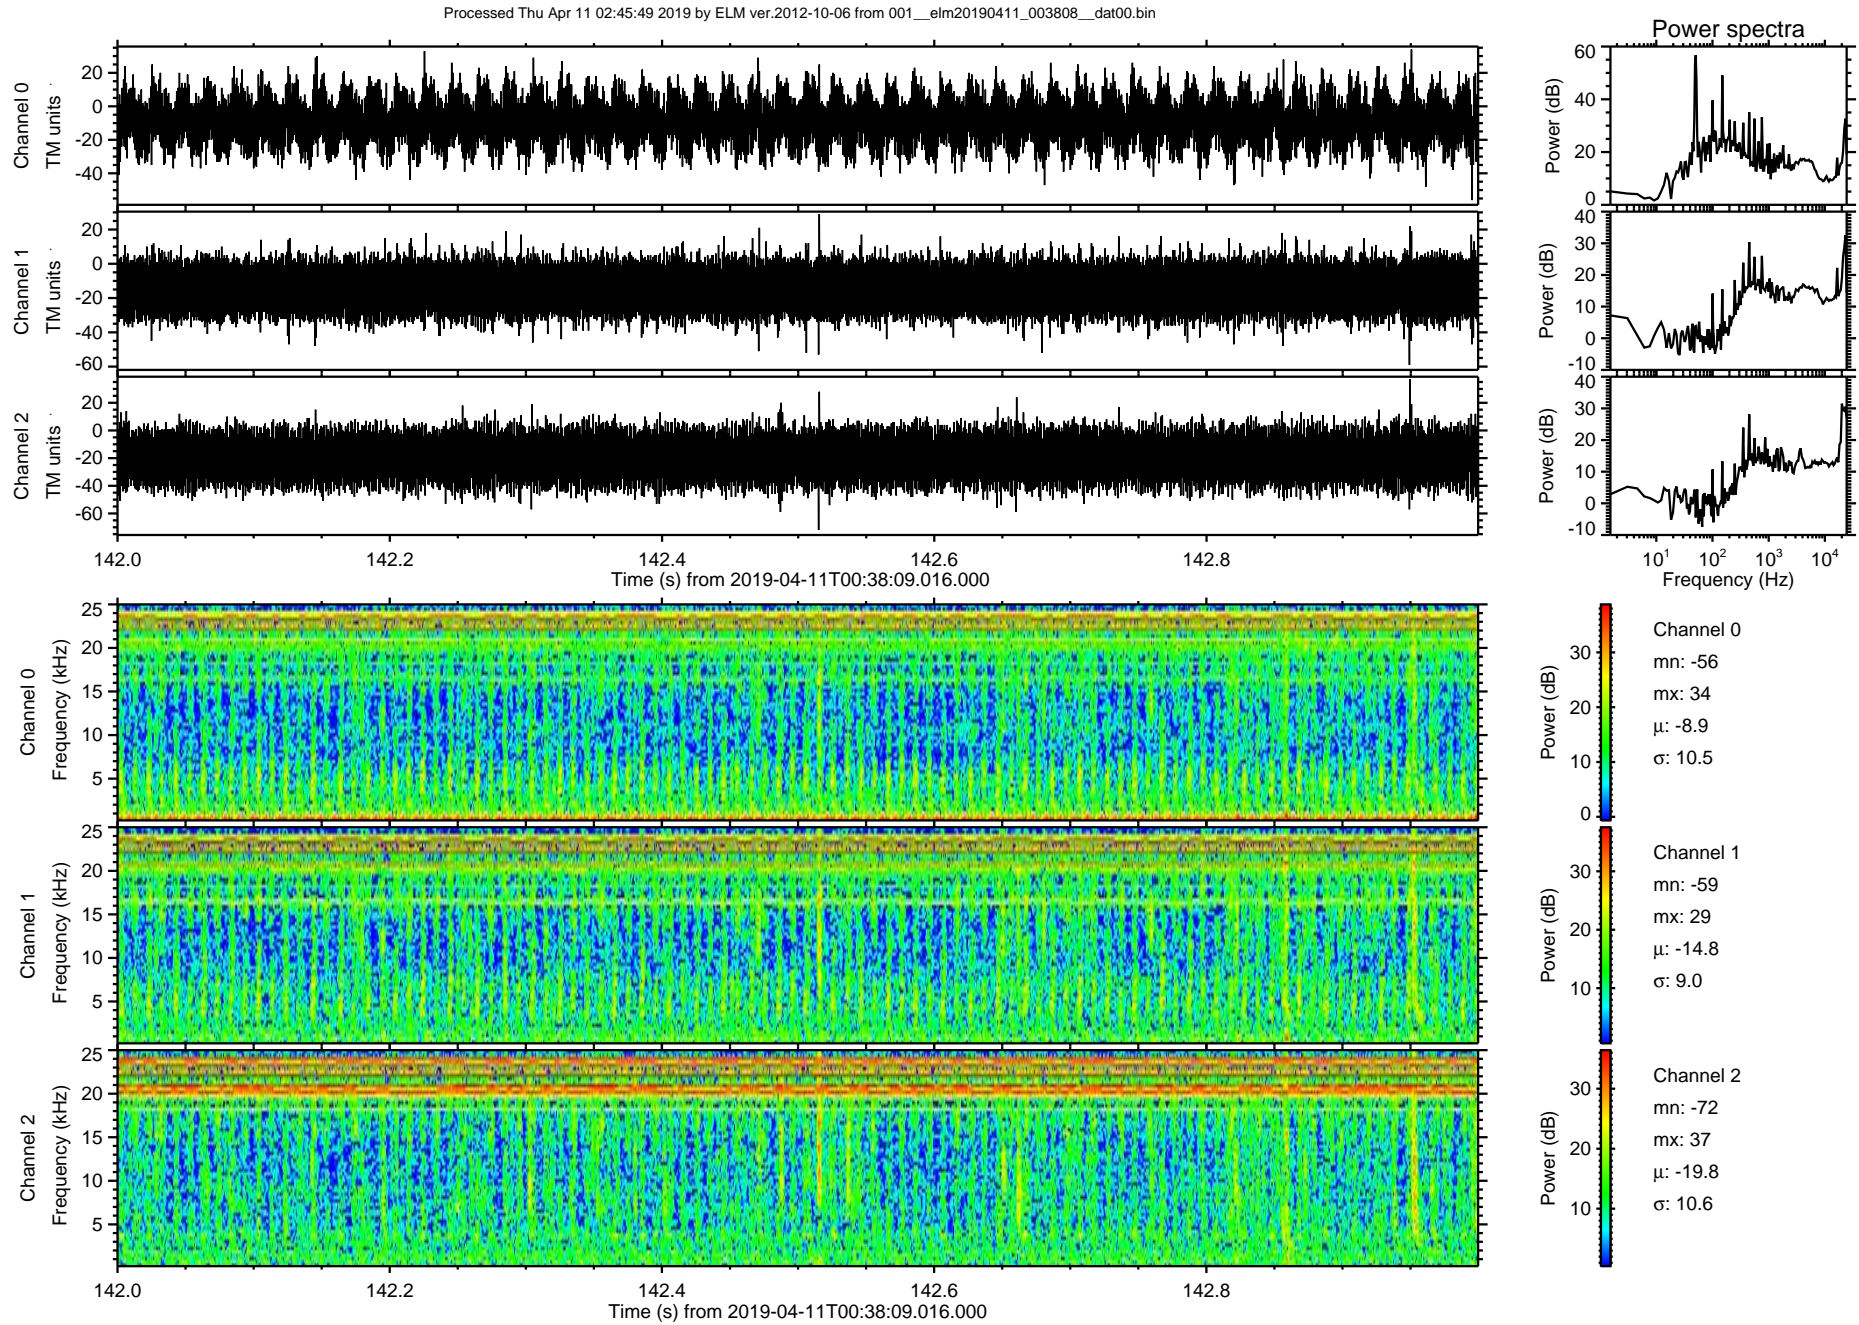 Processed Thu Apr 11 02:45:49 2019 by ELM ver.2012-10-06 from 001__elm20190411_003808__dat00.bin
Power spectra
Channel 0
TM units
20
0
-20
-40
Power (dB)
60
40
20
0
Channel 1
TM units
20
0
-20
-40
-60
Power (dB)
40
30
20
10
0
-10
Channel 2
TM units
20
0
-20
-40
-60
Power (dB)
40
30
20
10
0
-10
142.0 142.2 142.4 142.6 142.8
Time (s) from 2019-04-11T00:38:09.016.000
10¹ 10² 10³ 10⁴
Frequency (Hz)
Channel 0
Frequency (kHz)
25
20
15
10
5
Power (dB)
30
20
10
0
Channel 0
mn: -56
mx: 34
μ: -8.9
σ: 10.5
Channel 1
Frequency (kHz)
25
20
15
10
5
Power (dB)
30
20
10
Channel 1
mn: -59
mx: 29
μ: -14.8
σ: 9.0
Channel 2
Frequency (kHz)
25
20
15
10
5
Power (dB)
30
20
10
Channel 2
mn: -72
mx: 37
μ: -19.8
σ: 10.6
142.0 142.2 142.4 142.6 142.8
Time (s) from 2019-04-11T00:38:09.016.000